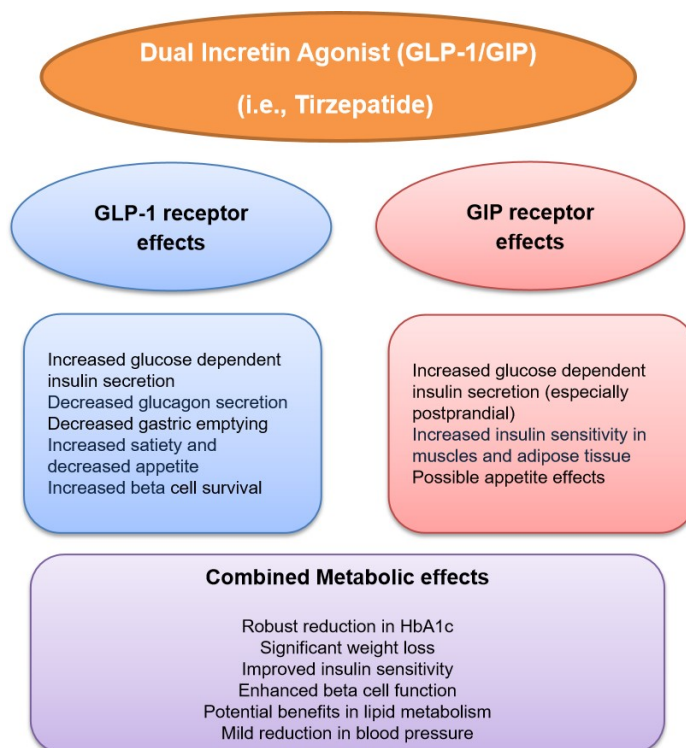 Dual Incretin Agonist (GLP-1/GIP)
(i.e., Tirzepatide)
GLP-1 receptor
effects
GIP receptor
effects
Increased glucose dependent
insulin secretion
Decreased glucagon secretion
Decreased gastric emptying
Increased satiety and
decreased appetite
Increased beta cell survival
Increased glucose dependent
insulin secretion (especially
postprandial)
Increased insulin sensitivity in
muscles and adipose tissue
Possible appetite effects
Combined Metabolic effects
Robust reduction in HbA1c
Significant weight loss
Improved insulin sensitivity
Enhanced beta cell function
Potential benefits in lipid metabolism
Mild reduction in blood pressure